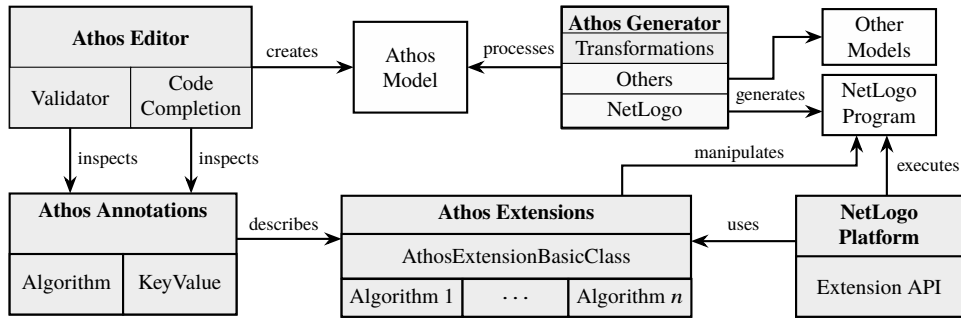 Athos Editor
Validator
Code
Completion
creates
Athos
Model
processes
Athos Generator
Transformations
Others
NetLogo
generates
Other
Models
NetLogo
Program
inspects
inspects
manipulates
executes
Athos Annotations
Algorithm
KeyValue
describes
Athos Extensions
AthosExtensionBasicClass
Algorithm 1
···
Algorithm n
uses
NetLogo
Platform
Extension API